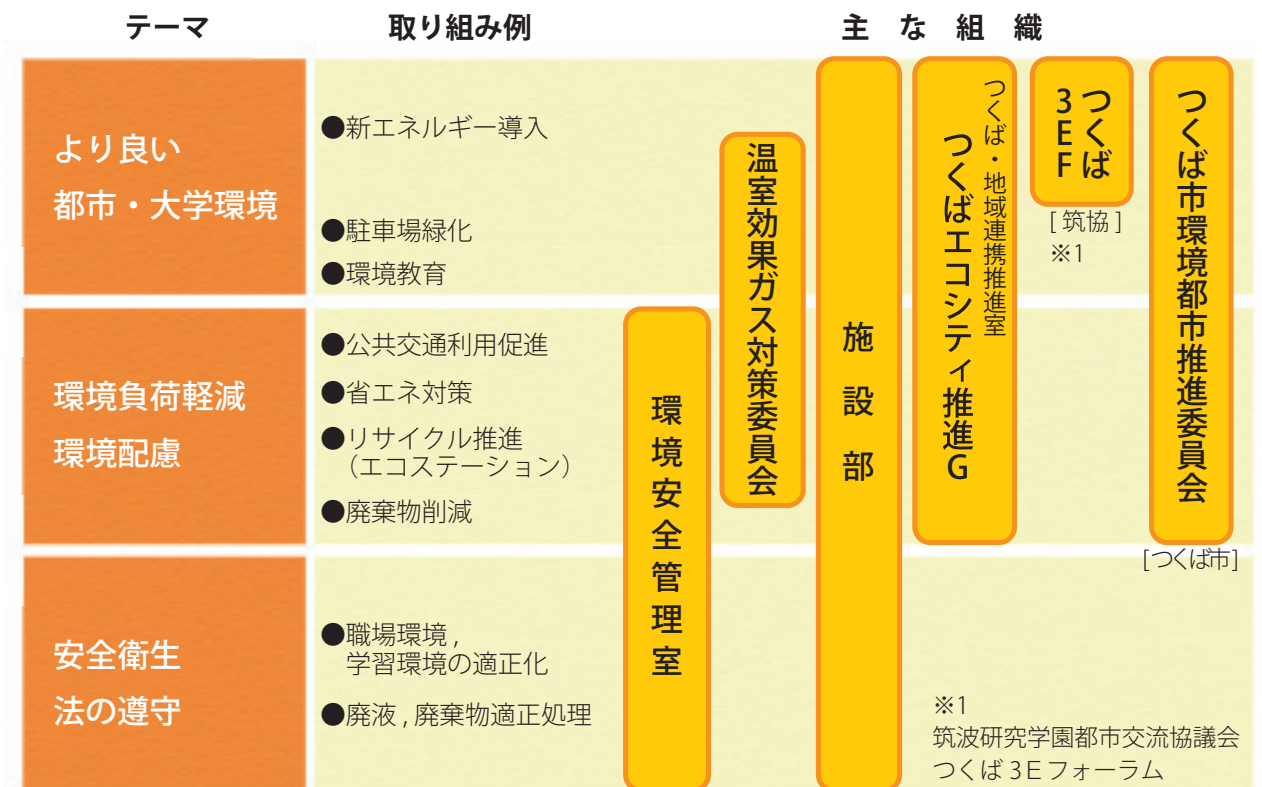 テーマ
取り組み例
主な組織
より良い
都市・大学環境
●新エネルギー導入
●駐車場緑化
●環境教育
環境負荷軽減
環境配慮
●公共交通利用促進
●省エネ対策
●リサイクル推進
（エコステーション）
●廃棄物削減
安全衛生
法の遵守
●職場環境 ,
学習環境の適正化
●廃液 , 廃棄物適正処理
環境安全管理室
温室効果ガス対策委員会
施設部
つくば・地域連携推進室
つくばエコシティ推進G
つくば
3EF
[ 筑協 ]
※1
つくば市環境都市推進委員会
[つくば市]
※1
筑波研究学園都市交流協議会
つくば 3E フォーラム